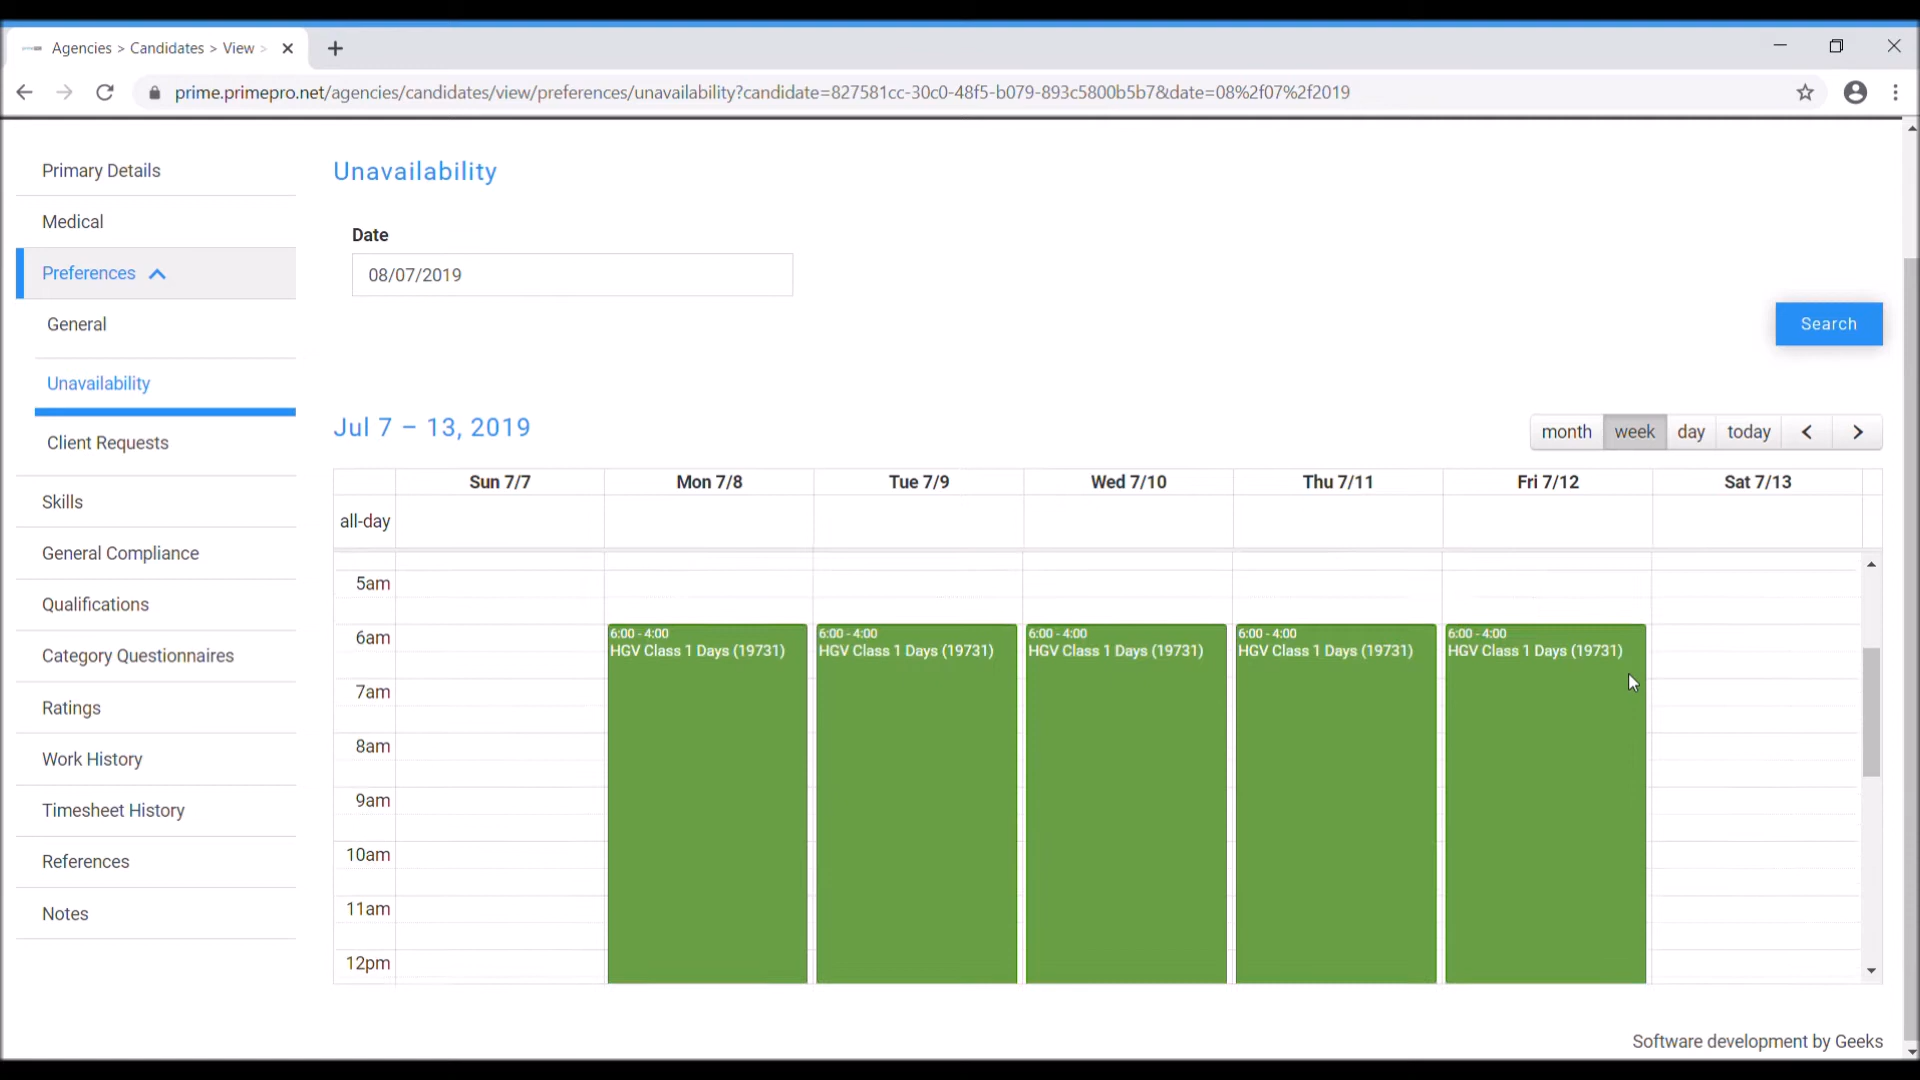 Agencies > Candidates > View >
prime.primepro.net/agencies/candidates/view/preferences/unavailability?candidate=827581cc-30c0-48f5-b079-893c5800b5b7&date=08%2f07%2f2019
Primary Details
Medical
Preferences
General
Unavailability
Client Requests
Skills
General Compliance
Qualifications
Category Questionnaires
Ratings
Work History
Timesheet History
References
Notes
Unavailability
Date
08/07/2019
Search
Jul 7 – 13, 2019
month week day today
Sun 7/7 Mon 7/8 Tue 7/9 Wed 7/10 Thu 7/11 Fri 7/12 Sat 7/13
all-day
5am
6am
7am
8am
9am
10am
11am
12pm
6:00 - 4:00
HGV Class 1 Days (19731)
6:00 - 4:00
HGV Class 1 Days (19731)
6:00 - 4:00
HGV Class 1 Days (19731)
6:00 - 4:00
HGV Class 1 Days (19731)
6:00 - 4:00
HGV Class 1 Days (19731)
Software development by Geeks